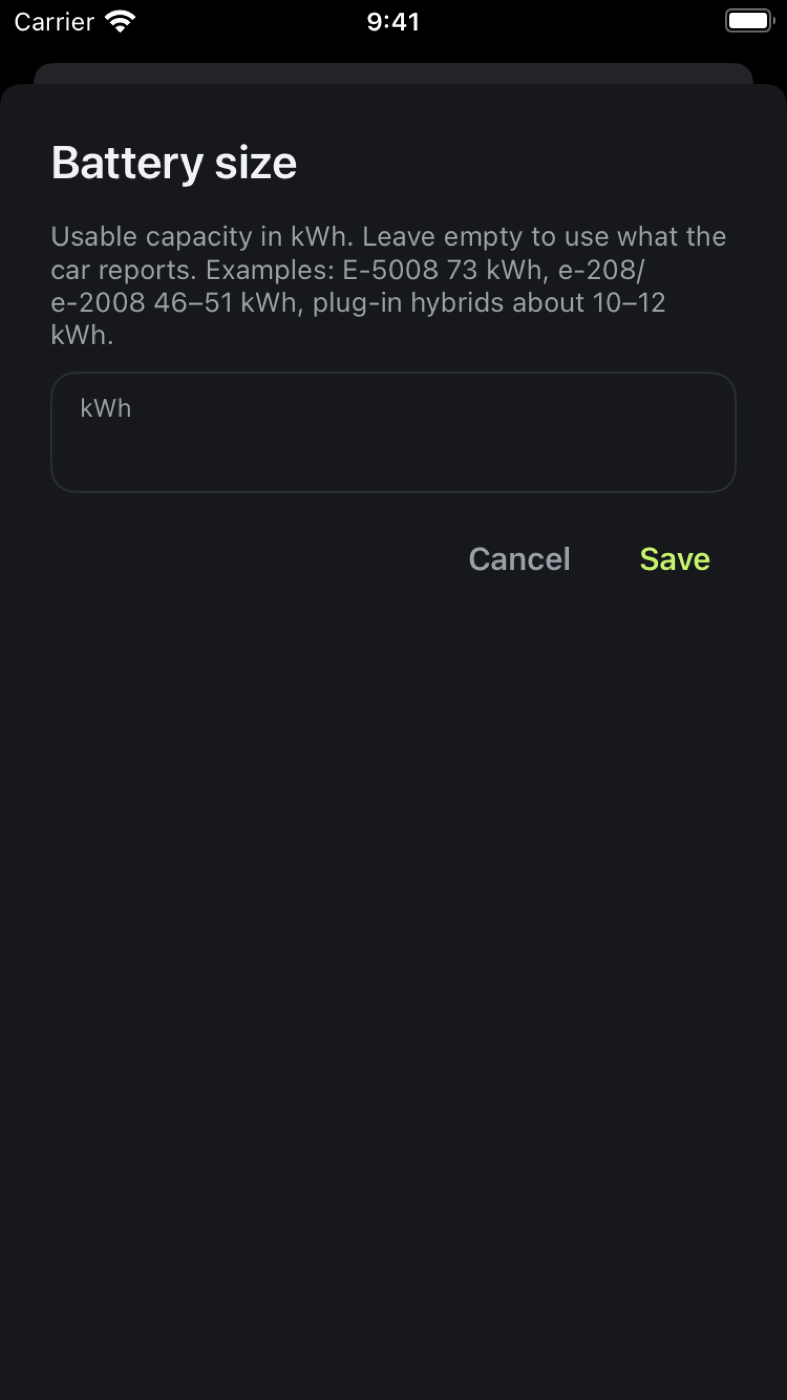 Carrier
9:41
Battery size
Usable capacity in kWh. Leave empty to use what the
car reports. Examples: E-5008 73 kWh, e-208/
e-2008 46–51 kWh, plug-in hybrids about 10–12
kWh.
kWh
Cancel
Save